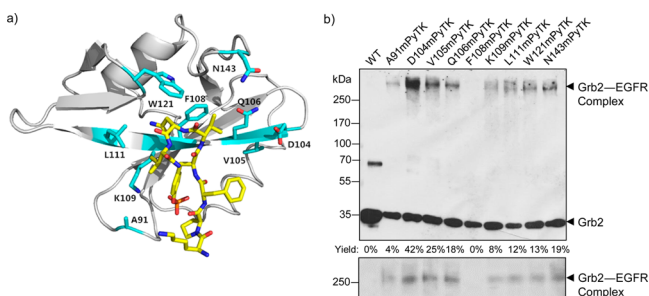 a)
N143
W121
F108
Q106
D104
L111
V105
K109
A91
b)
WT
A91mPyTK
D104mPyTK
V105mPyTK
Q106mPyTK
F108mPyTK
K109mPyTK
L111mPyTK
W121mPyTK
N143mPyTK
kDa
250
170
100
70
55
35
Grb2—EGFR
Complex
Grb2
Yield: 0% 4% 42% 25% 18% 0% 8% 12% 13% 19%
250
Grb2—EGFR
Complex